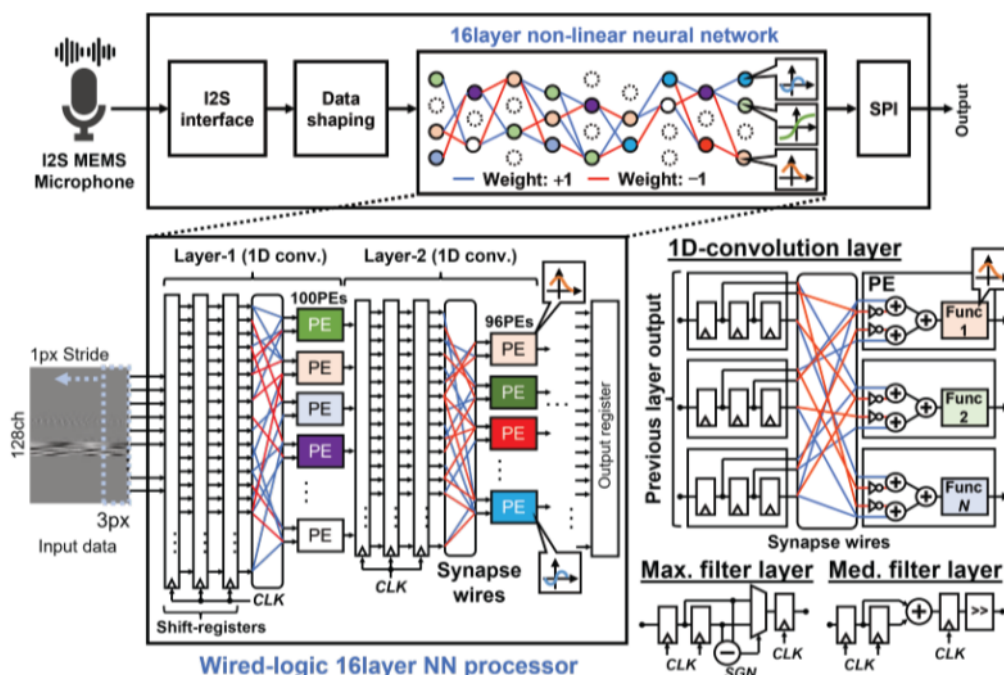 16layer non-linear neural network
I2S MEMS
Microphone
I2S
interface
Data
shaping
Weight: +1
Weight: −1
SPI
Output
Layer-1 (1D conv.)
Layer-2 (1D conv.)
100PEs
96PEs
1px Stride
128ch
3px
Input data
PE
PE
PE
PE
PE
PE
PE
PE
PE
CLK
CLK
Shift-registers
Synapse
wires
Output register
Wired-logic 16layer NN processor
1D-convolution layer
Previous layer output
PE
Func
1
Func
2
Func
N
Synapse wires
Max. filter layer
CLK
SGN
CLK
Med. filter layer
>>
CLK
CLK